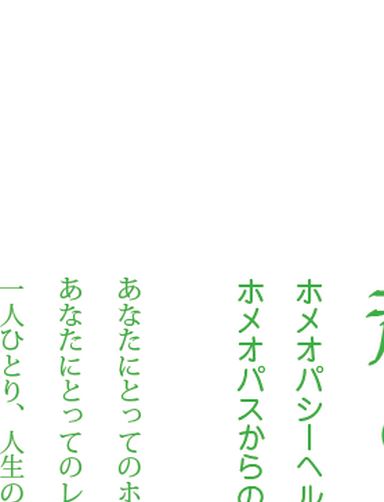 ホメオパシーヘル
ホメオパスからの
あなたにとってのホ
あなたにとってのレ
一人ひとり、人生の